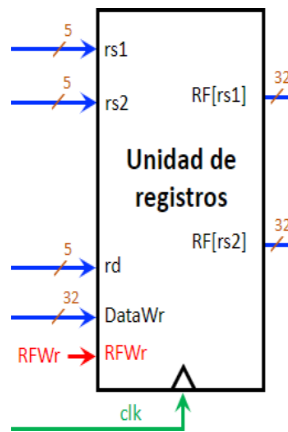 5
rs1
5
rs2
RF[rs1]
32
Unidad de
registros
RF[rs2]
32
5
rd
32
DataWr
RFWr
RFWr
clk